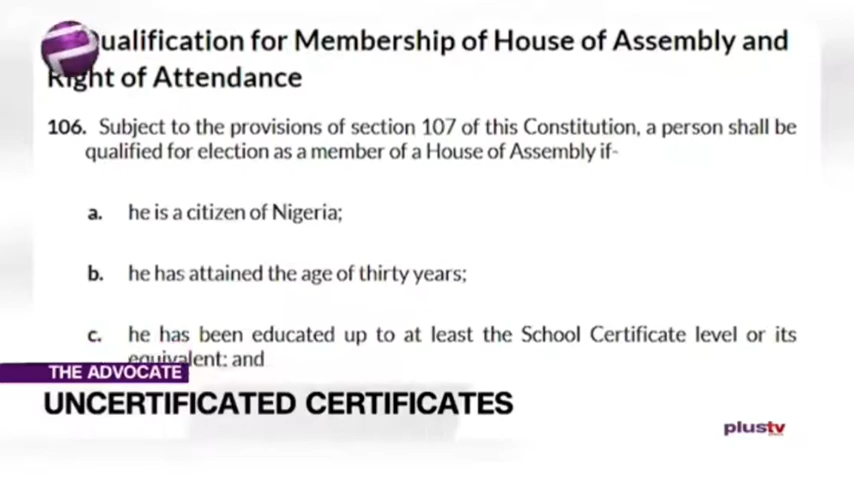 ualification for Membership of House of Assembly and
Right of Attendance
106. Subject to the provisions of section 107 of this Constitution, a person shall be
qualified for election as a member of a House of Assembly if-
a. he is a citizen of Nigeria;
b. he has attained the age of thirty years;
c. he has been educated up to at least the School Certificate level or its
equivalent; and
THE ADVOCATE
UNCERTIFICATED CERTIFICATES
plustv